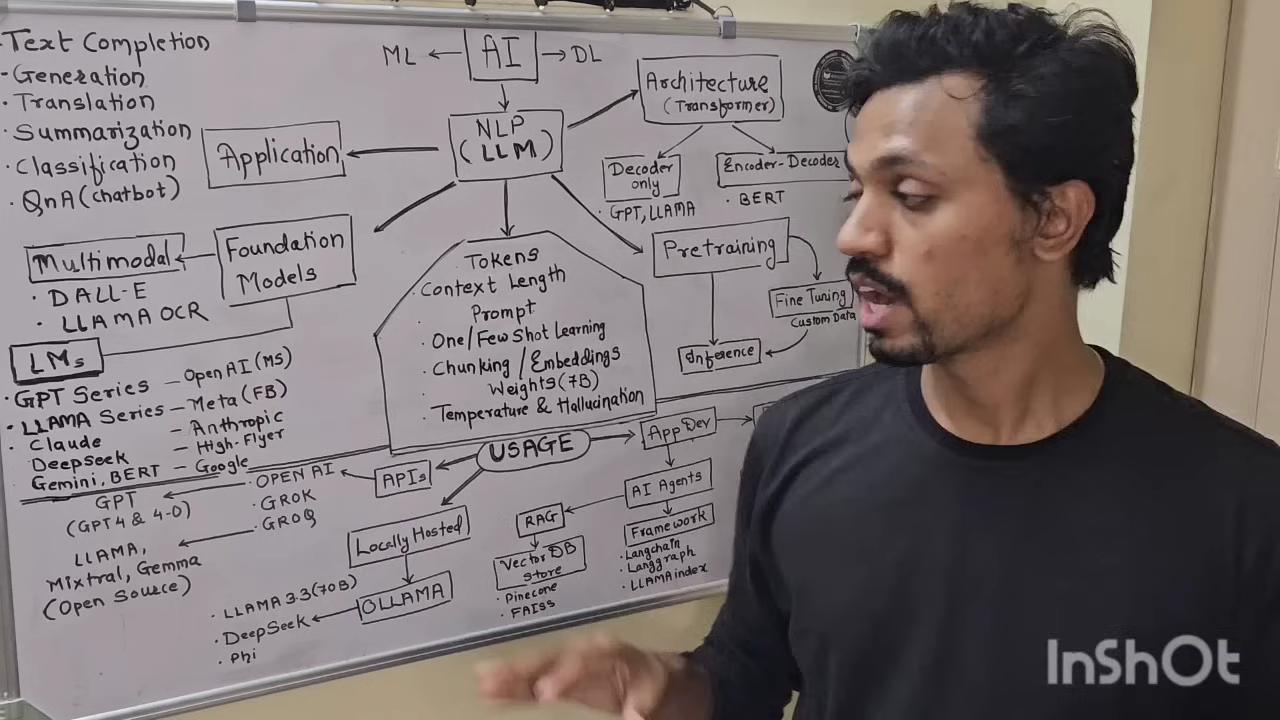 · Text Completion
- Generation
· Translation
· Summarization
· Classification
· QnA (chatbot)
ML
AI
DL
NLP
(LLM)
Application
Architecture
(Transformer)
Decoder
only
· GPT, LLAMA
Encoder-Decoder
· BERT
Pretraining
Fine Tuning
Custom Data
Inference
Foundation
Models
Multimodal
· DALL-E
· LLAMA OCR
LMs
· GPT Series - OpenAI (MS)
· LLAMA Series - Meta (FB)
· Claude - Anthropic
DeepSeek - High-Flyer
Gemini, BERT - Google
Tokens
· Context Length
Prompt
· One/Few Shot Learning
· Chunking / Embeddings
· Weights (7B)
· Temperature & Hallucination
USAGE
APIs
· OPEN AI
· GROK
· GROQ
GPT
(GPT 4 & 4-O)
LLAMA,
Mixtral, Gemma
(Open Source)
Locally Hosted
OLLAMA
· LLAMA 3.3 (70B)
· DeepSeek
· Phi
App Dev
AI Agents
RAG
Vector DB
store
· Pinecone
· FAISS
Framework
· Langchain
· Langgraph
· LLAMAindex
InShOt